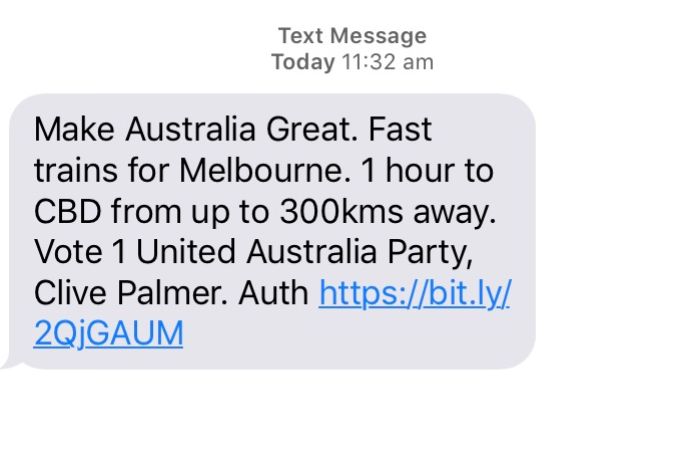 Text Message
Today 11:32 am
Make Australia Great. Fast
trains for Melbourne. 1 hour to
CBD from up to 300kms away.
Vote 1 United Australia Party,
Clive Palmer. Auth https://bit.ly/
2QjGAUM